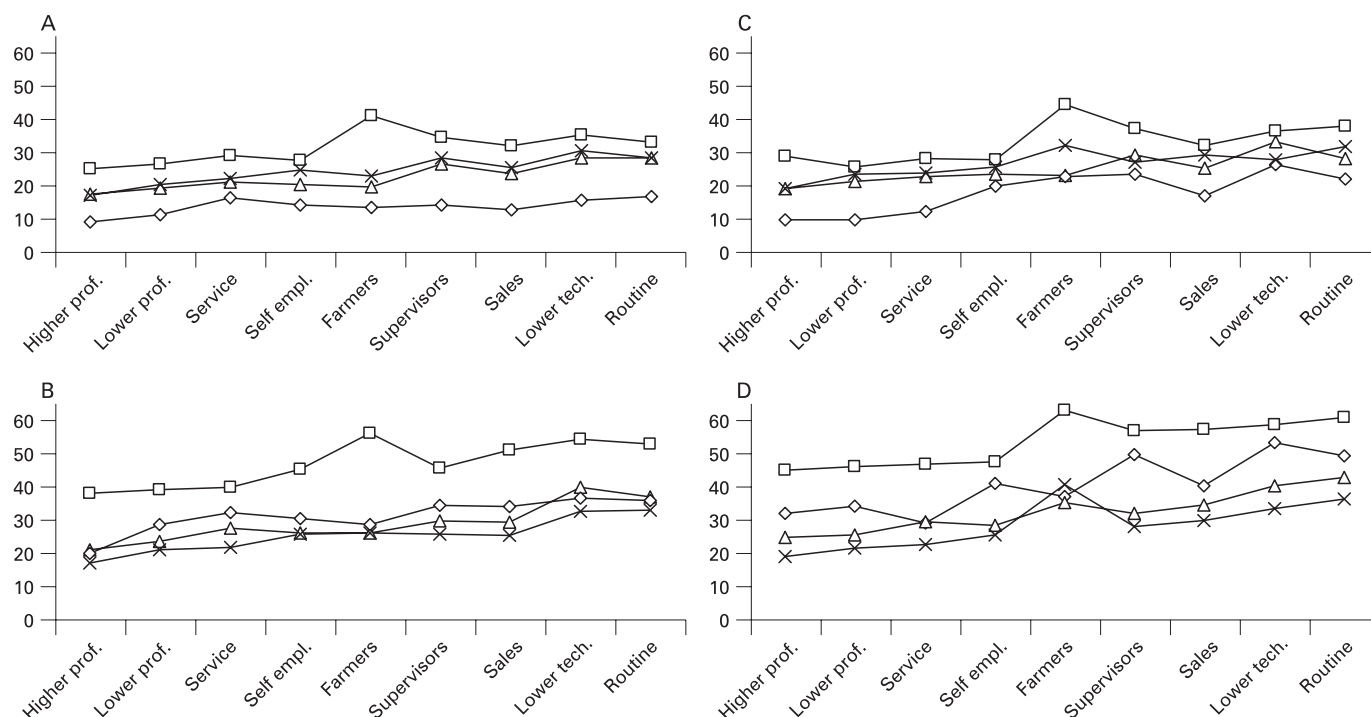 A
60
50
40
30
20
10
0
Higher prof.
Lower prof.
Service
Self empl.
Farmers
Supervisors
Sales
Lower tech.
Routine
C
60
50
40
30
20
10
0
Higher prof.
Lower prof.
Service
Self empl.
Farmers
Supervisors
Sales
Lower tech.
Routine
B
60
50
40
30
20
10
0
Higher prof.
Lower prof.
Service
Self empl.
Farmers
Supervisors
Sales
Lower tech.
Routine
D
60
50
40
30
20
10
0
Higher prof.
Lower prof.
Service
Self empl.
Farmers
Supervisors
Sales
Lower tech.
Routine